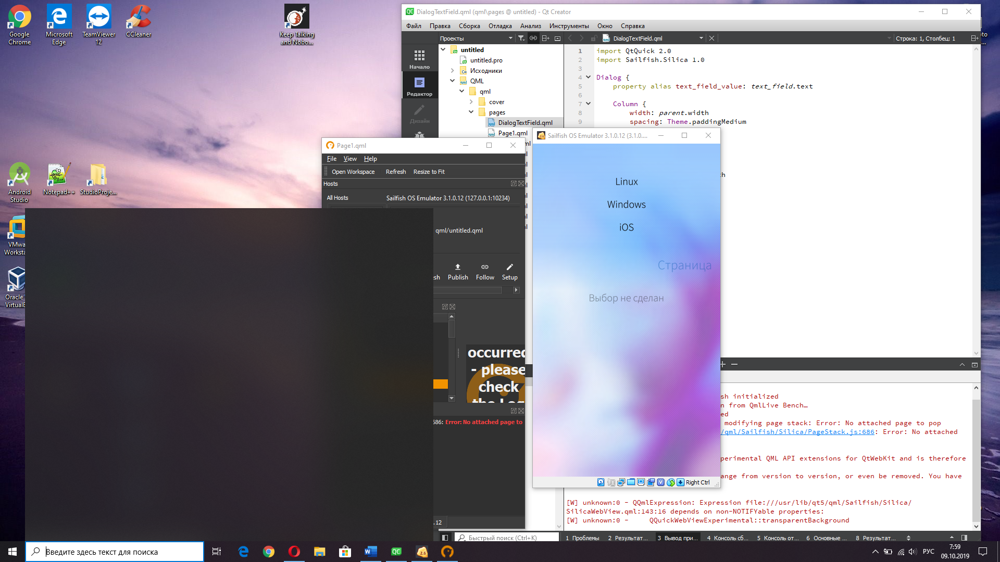 Google
Chrome
Microsoft
Edge
TeamViewer
12
CCleaner
Keep Talking
and Nobo...
Android
Studio
Notepad++
StudioProje...
VMwa
Worksta
Oracle
DialogTextField.qml (qml\pages @ untitled) - Qt Creator
Файл Правка Сборка Отладка Анализ Инструменты Окно Справка
Проекты
DialogTextField.qml
Строка: 1, Столбец: 1
Начало
Редактор
Дизайн
untitled
untitled.pro
Исходники
QML
qml
cover
pages
DialogTextField.qml
Page1.qml
1 import QtQuick 2.0
2 import Sailfish.Silica 1.0
3
4 Dialog {
5 property alias text_field_value: text_field.text
6
7 Column {
8 width: parent.width
9 spacing: Theme.paddingMedium
Page1.qml
File View Help
Open Workspace Refresh Resize to Fit
Hosts
All Hosts
Sailfish OS Emulator 3.1.0.12 (127.0.0.1:10234)
qml/untitled.qml
esh Publish Follow Setup
occurred
- please
check
the Log
686: Error: No attached page to
.12
Sailfish OS Emulator 3.1.0.12 (3.1.0....
Linux
Windows
iOS
Страница
Выбор не сделан
Right Ctrl
sh initialized
n from QmlLive Bench…
ed
modifying page stack: Error: No attached page to pop
/qml/Sailfish/Silica/PageStack.js:686: Error: No attached
perimental QML API extensions for QtWebKit and is therefore
ange from version to version, or even be removed. You have
[W] unknown:0 - QQmlExpression: Expression file:///usr/lib/qt5/qml/Sailfish/Silica/
SilicaWebView.qml:143:16 depends on non-NOTIFYable properties:
[W] unknown:0 - QQuickWebViewExperimental::transparentBackground
Быстрый поиск (Ctrl+K)
1 Проблемы 2 Результат... 3 Вывод при... 4 Консоль сб... 5 Консоль от... 6 Основные ... 8 Результат...
Введите здесь текст для поиска
РУС
7:59
09.10.2019